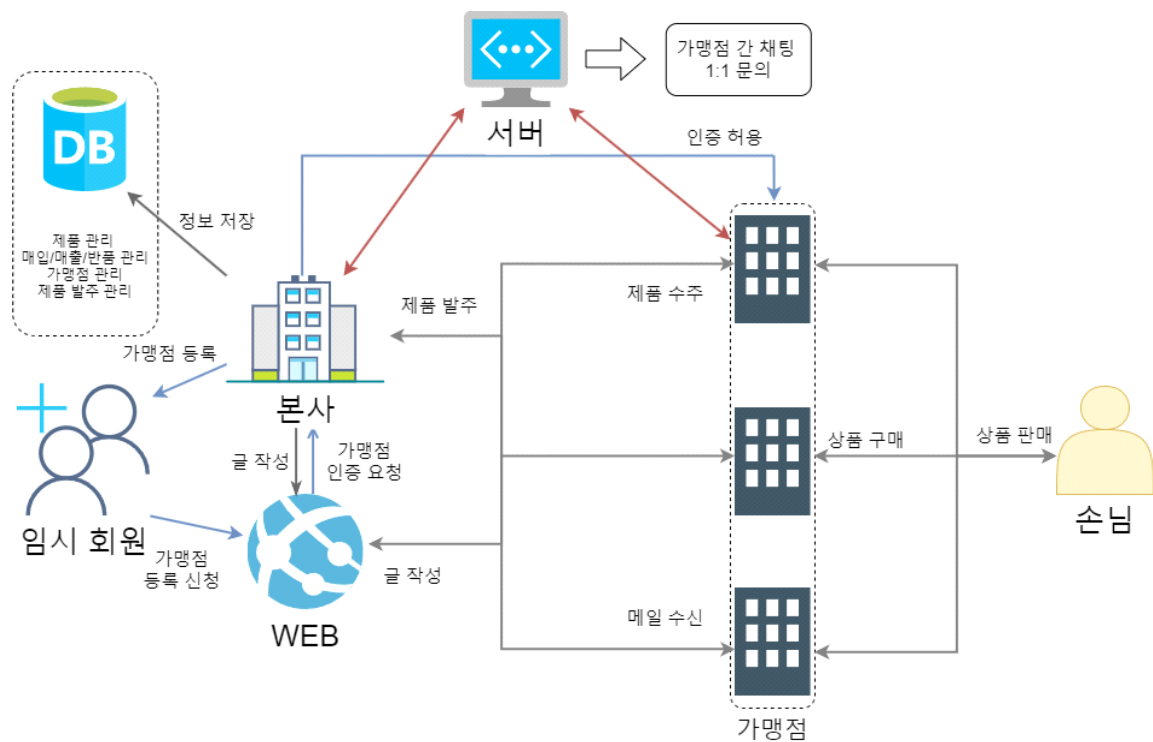 가맹점 간 채팅
1:1 문의
서버
인증 허용
DB
정보 저장
제품 관리
매입/매출/반품 관리
가맹점 관리
제품 발주 관리
제품 발주
제품 수주
가맹점 등록
본사
글 작성
가맹점
인증 요청
상품 구매
상품 판매
임시 회원
손님
가맹점
등록 신청
글 작성
WEB
메일 수신
가맹점